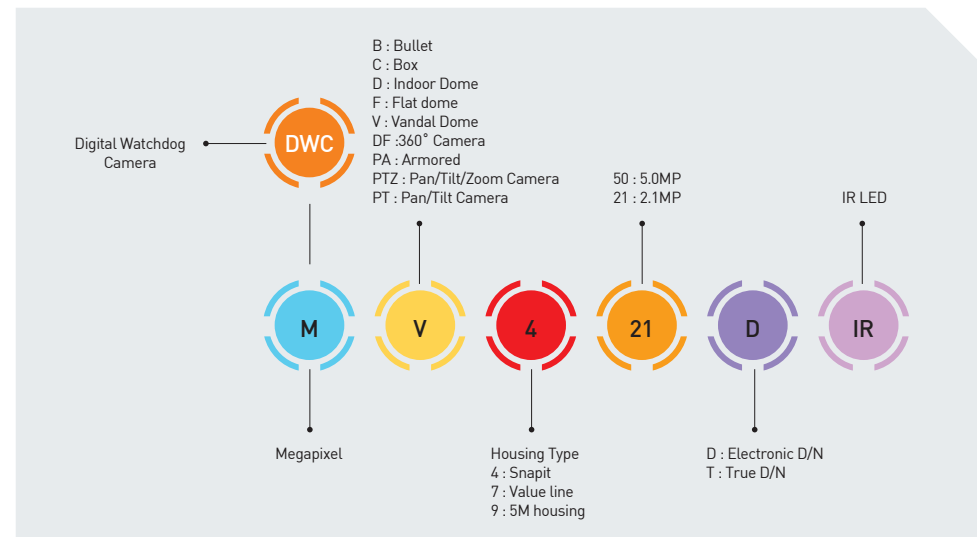 B : Bullet
C : Box
D : Indoor Dome
F : Flat dome
V : Vandal Dome
DF :360˚ Camera
PA : Armored
PTZ : Pan/Tilt/Zoom Camera
PT : Pan/Tilt Camera
DWC
Digital Watchdog
Camera
50 : 5.0MP
21 : 2.1MP
IR LED
M
V
4
21
D
IR
Megapixel
Housing Type
4 : Snapit
7 : Value line
9 : 5M housing
D : Electronic D/N
T : True D/N